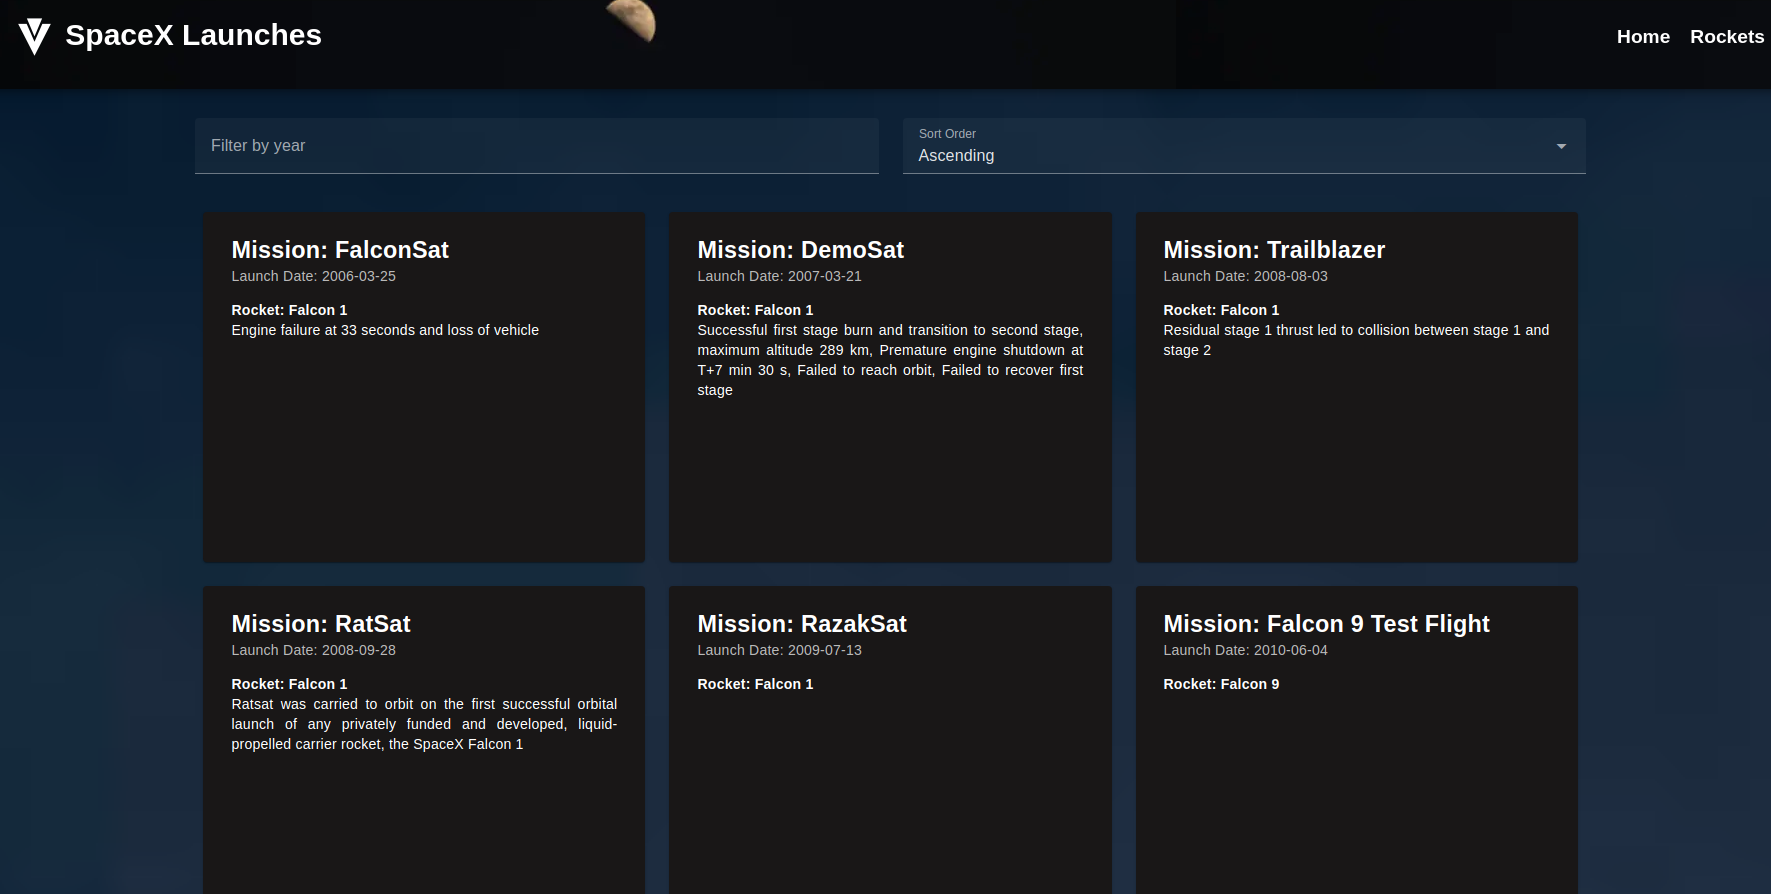 SpaceX Launches
Home
Rockets
Filter by year
Sort Order
Ascending
Mission: FalconSat
Launch Date: 2006-03-25
Rocket: Falcon 1
Engine failure at 33 seconds and loss of vehicle
Mission: DemoSat
Launch Date: 2007-03-21
Rocket: Falcon 1
Successful first stage burn and transition to second stage,
maximum altitude 289 km, Premature engine shutdown at
T+7 min 30 s, Failed to reach orbit, Failed to recover first
stage
Mission: Trailblazer
Launch Date: 2008-08-03
Rocket: Falcon 1
Residual stage 1 thrust led to collision between stage 1 and
stage 2
Mission: RatSat
Launch Date: 2008-09-28
Rocket: Falcon 1
Ratsat was carried to orbit on the first successful orbital
launch of any privately funded and developed, liquid-
propelled carrier rocket, the SpaceX Falcon 1
Mission: RazakSat
Launch Date: 2009-07-13
Rocket: Falcon 1
Mission: Falcon 9 Test Flight
Launch Date: 2010-06-04
Rocket: Falcon 9